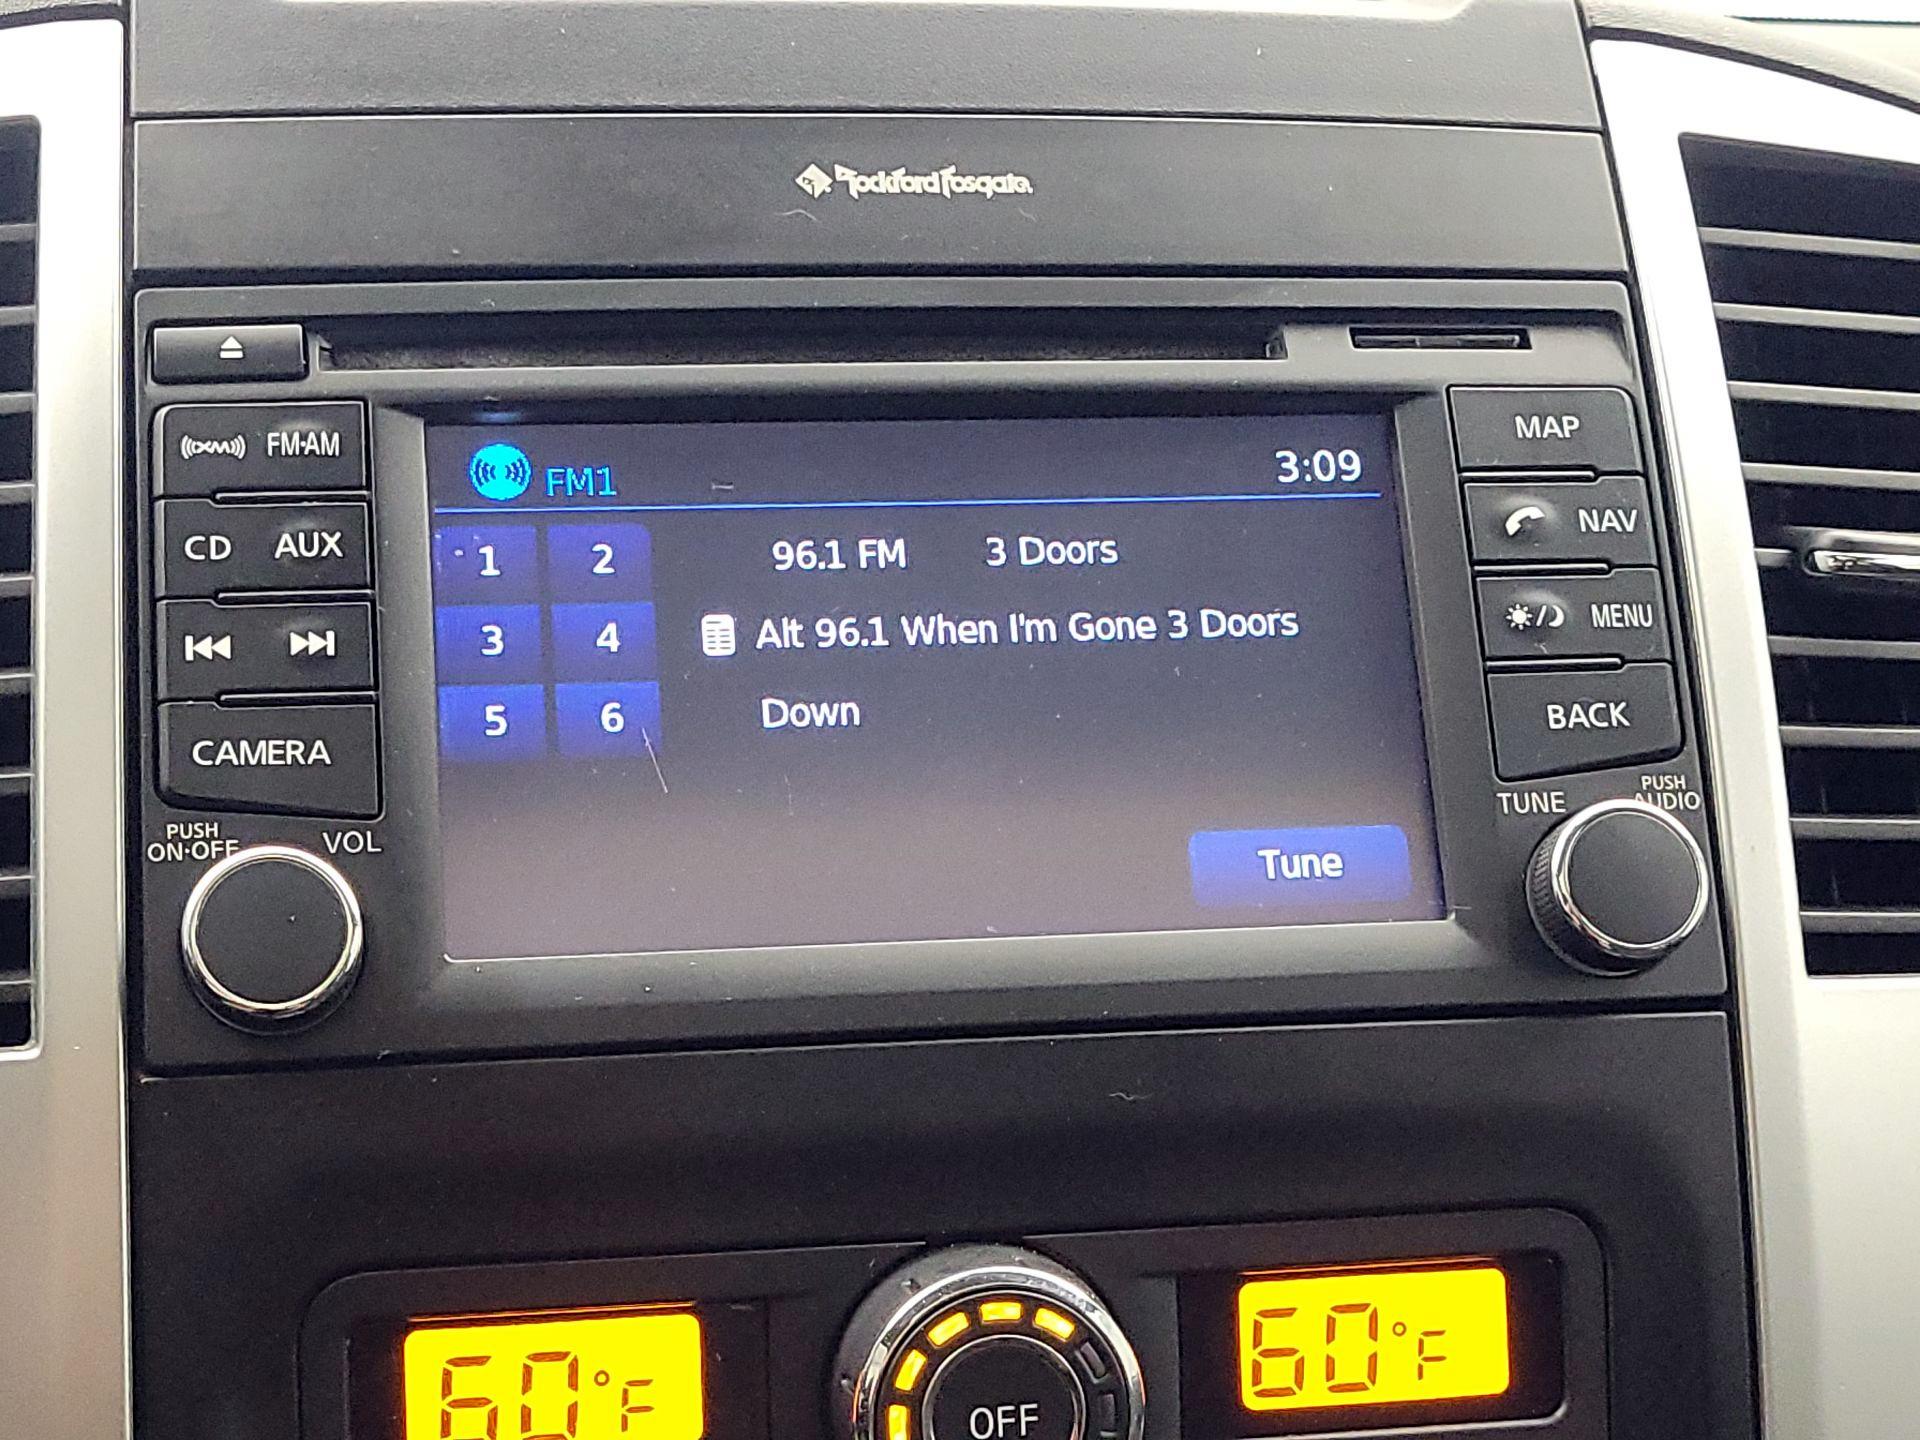 Rockford Fosgate
XM FM·AM
CD AUX
CAMERA
PUSH
ON·OFF
VOL
FM1 3:09
1 2
3 4
5 6
96.1 FM 3 Doors
Alt 96.1 When I'm Gone 3 Doors
Down
Tune
MAP
NAV
MENU
BACK
TUNE
PUSH
AUDIO
60°F
OFF
60°F